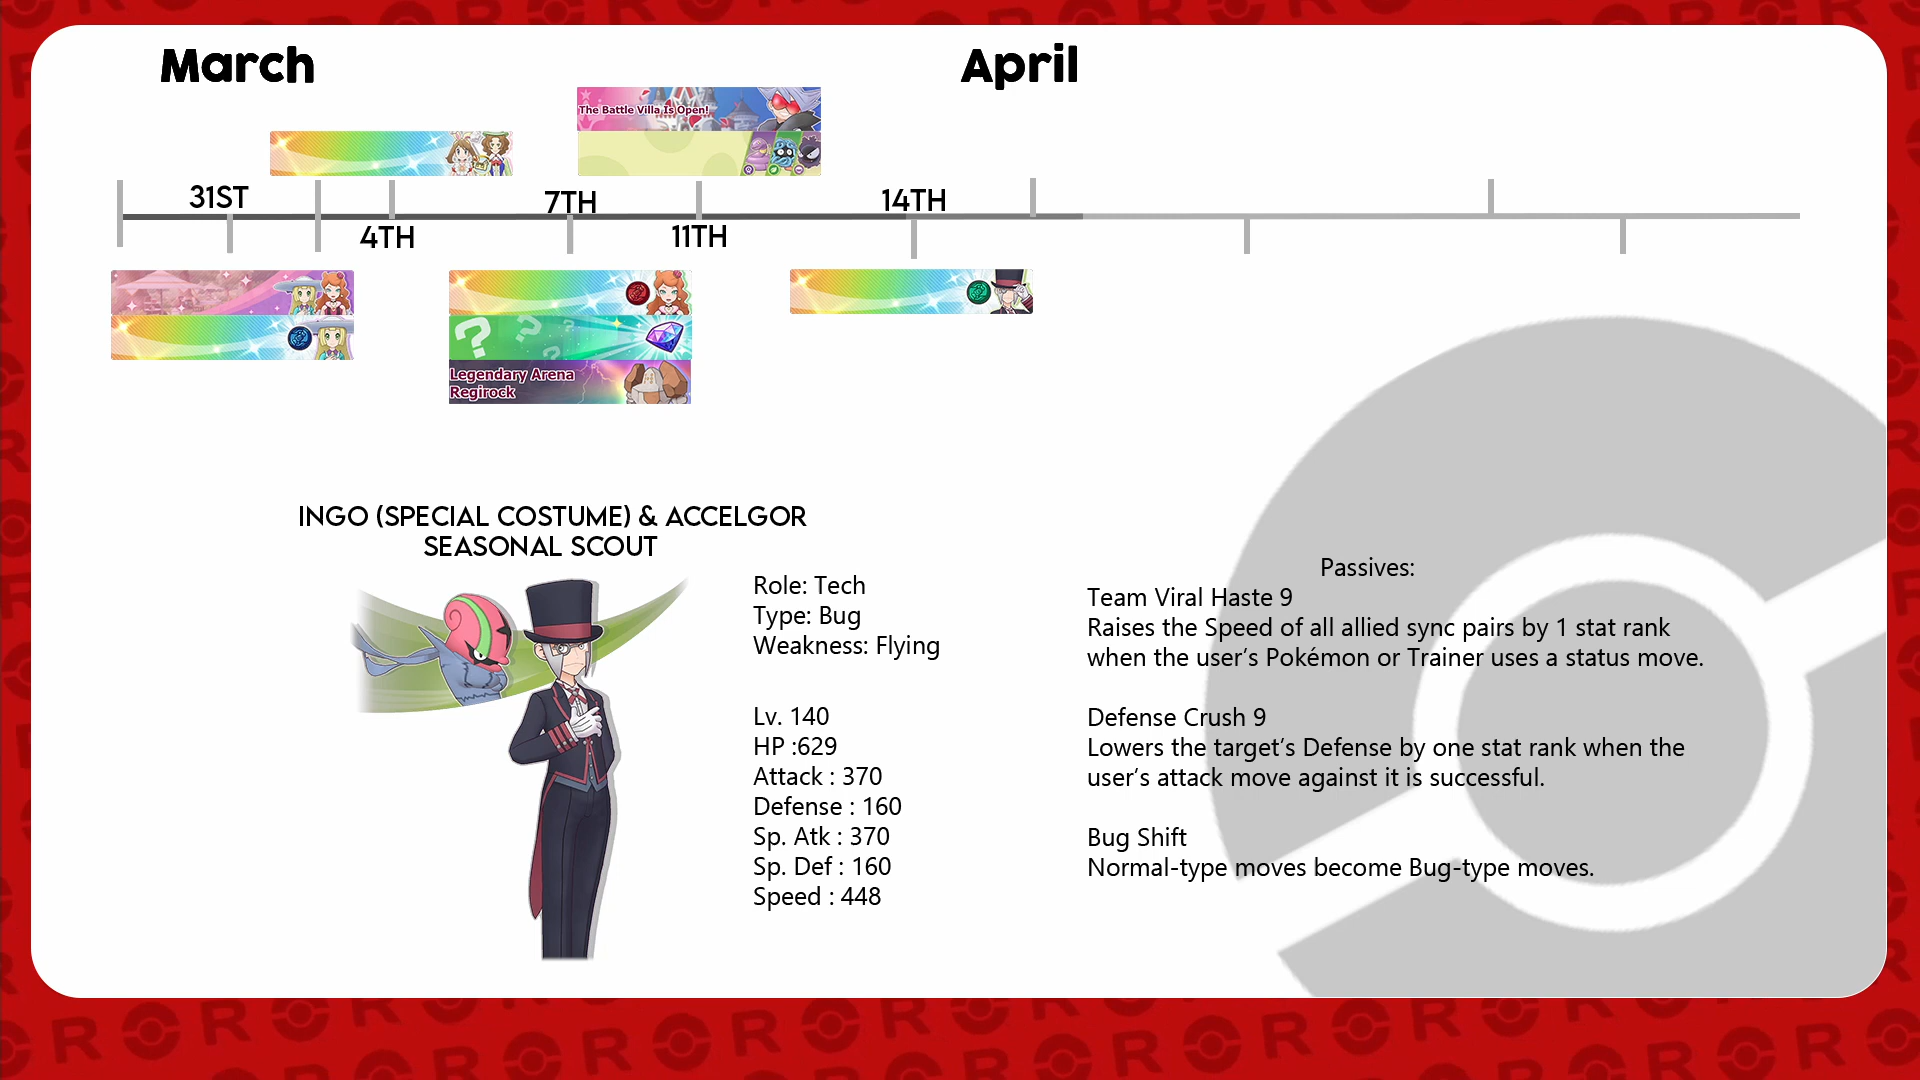 March
April
The Battle Villa Is Open!
31ST
7TH
14TH
4TH
11TH
?
?
?
Legendary Arena
Regirock
INGO (SPECIAL COSTUME) & ACCELGOR
SEASONAL SCOUT
Role: Tech
Type: Bug
Weakness: Flying
Lv. 140
HP :629
Attack : 370
Defense : 160
Sp. Atk : 370
Sp. Def : 160
Speed : 448
Passives:
Team Viral Haste 9
Raises the Speed of all allied sync pairs by 1 stat rank
when the user’s Pokémon or Trainer uses a status move.
Defense Crush 9
Lowers the target’s Defense by one stat rank when the
user’s attack move against it is successful.
Bug Shift
Normal-type moves become Bug-type moves.